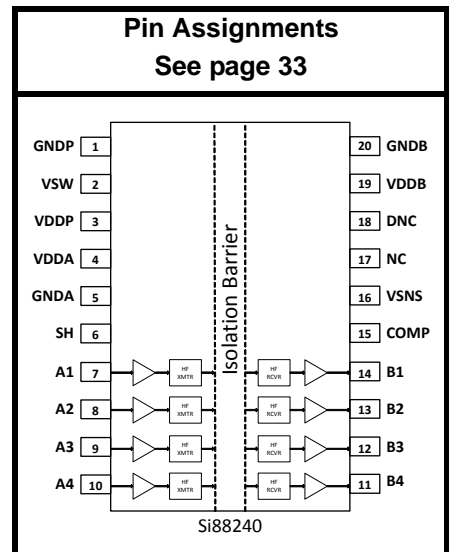 Pin Assignments
See page 33
GNDP 1
20 GNDB
VSW 2
19 VDDB
VDDP 3
18 DNC
VDDA 4
17 NC
GNDA 5
16 VSNS
SH 6
15 COMP
Isolation Barrier
A1 7
HF
XMTR
HF
RCVR
14 B1
A2 8
HF
XMTR
HF
RCVR
13 B2
A3 9
HF
XMTR
HF
RCVR
12 B3
A4 10
HF
XMTR
HF
RCVR
11 B4
Si88240